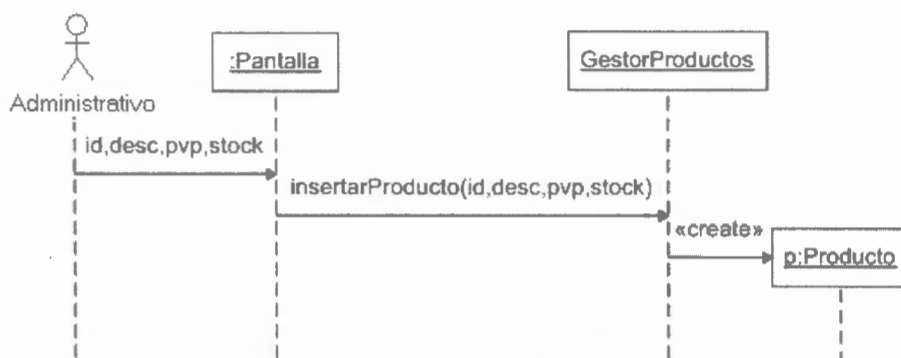 :Pantalla
GestorProductos
Administrativo
id,desc,pvp,stock
insertarProducto(id,desc,pvp,stock)
«create»
p:Producto